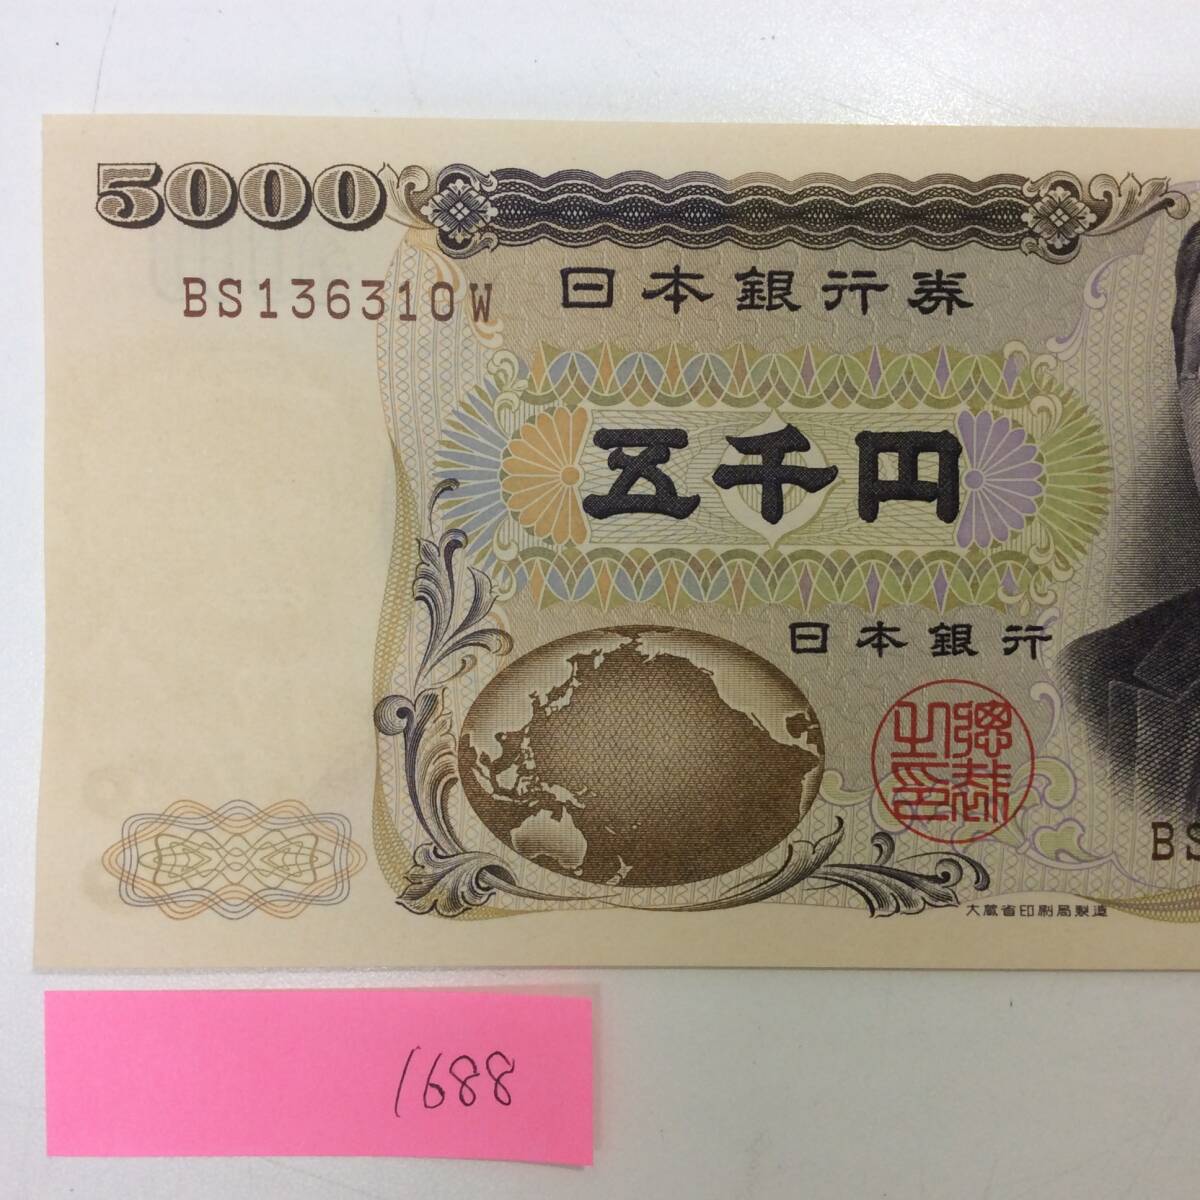 5000
BS136310W
日本銀行券
五千円
日本銀行
総裁之印
BS
大蔵省印刷局製造
1688